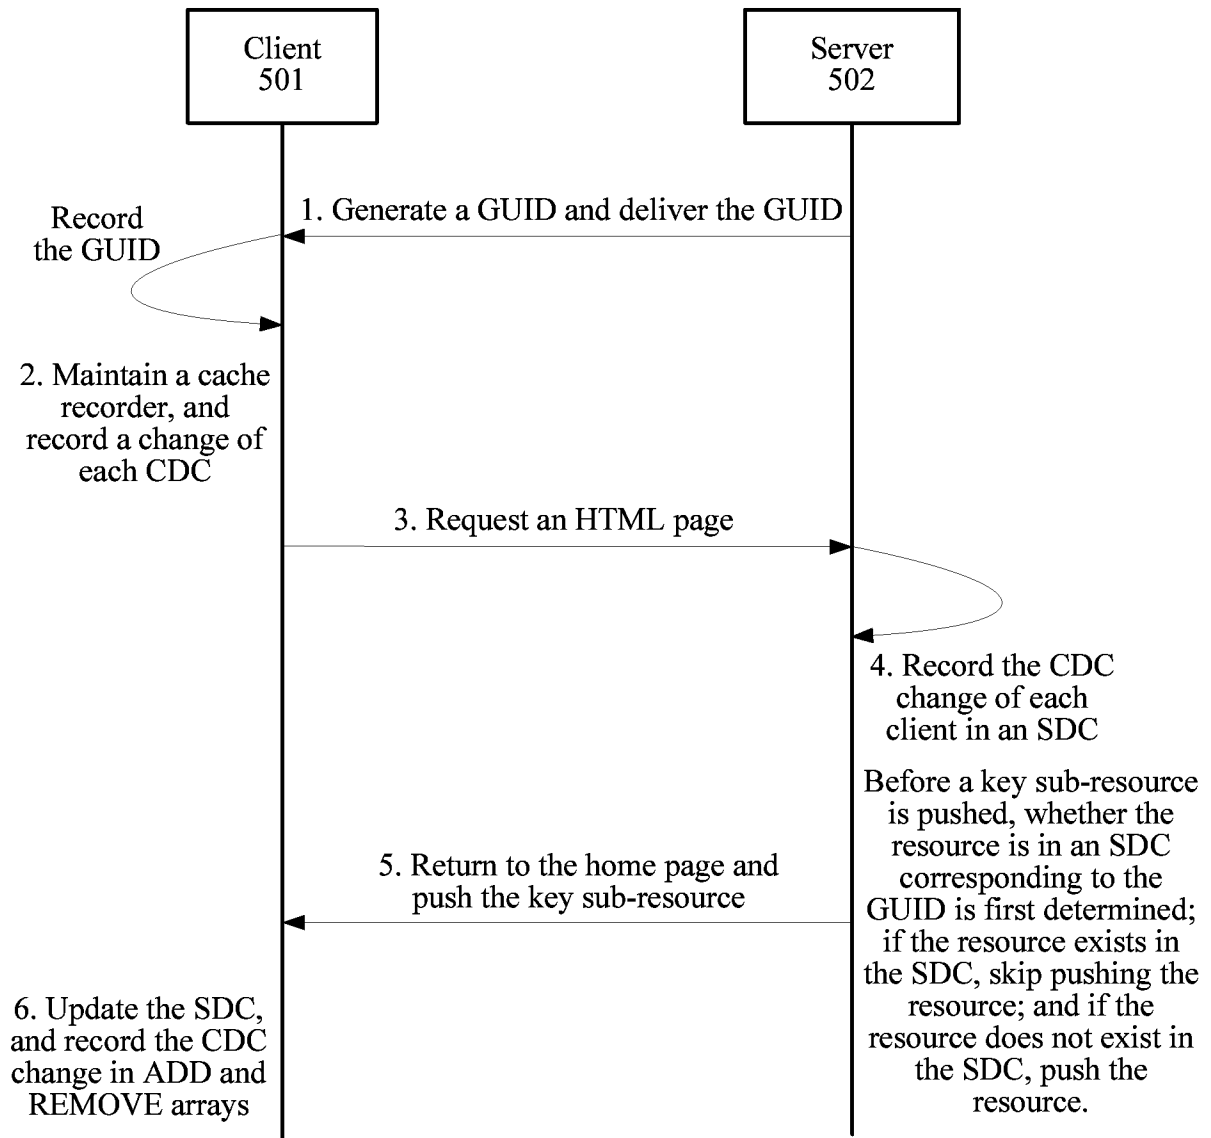 Client
501
Server
502
1. Generate a GUID and deliver the GUID
Record
the GUID
2. Maintain a cache
recorder, and
record a change of
each CDC
3. Request an HTML page
4. Record the CDC
change of each
client in an SDC
Before a key sub-resource
is pushed, whether the
resource is in an SDC
corresponding to the
GUID is first determined;
if the resource exists in
the SDC, skip pushing the
resource; and if the
resource does not exist in
the SDC, push the
resource.
5. Return to the home page and
push the key sub-resource
6. Update the SDC,
and record the CDC
change in ADD and
REMOVE arrays